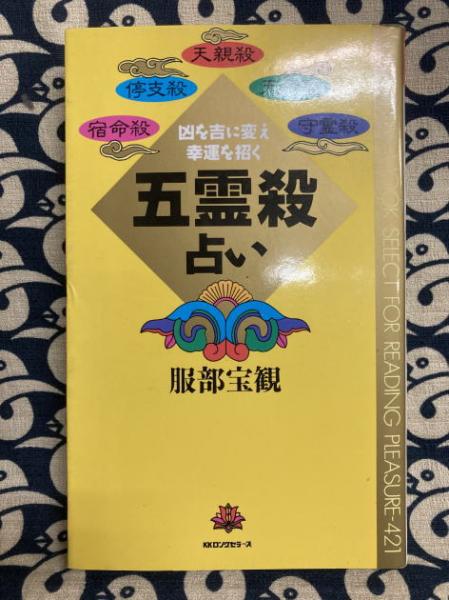 天親殺
停支殺
宿命殺
守霊殺
凶を吉に変え
幸運を招く
五霊殺
占い
服部宝観
KKロングセラーズ
SELECT FOR READING PLEASURE-421